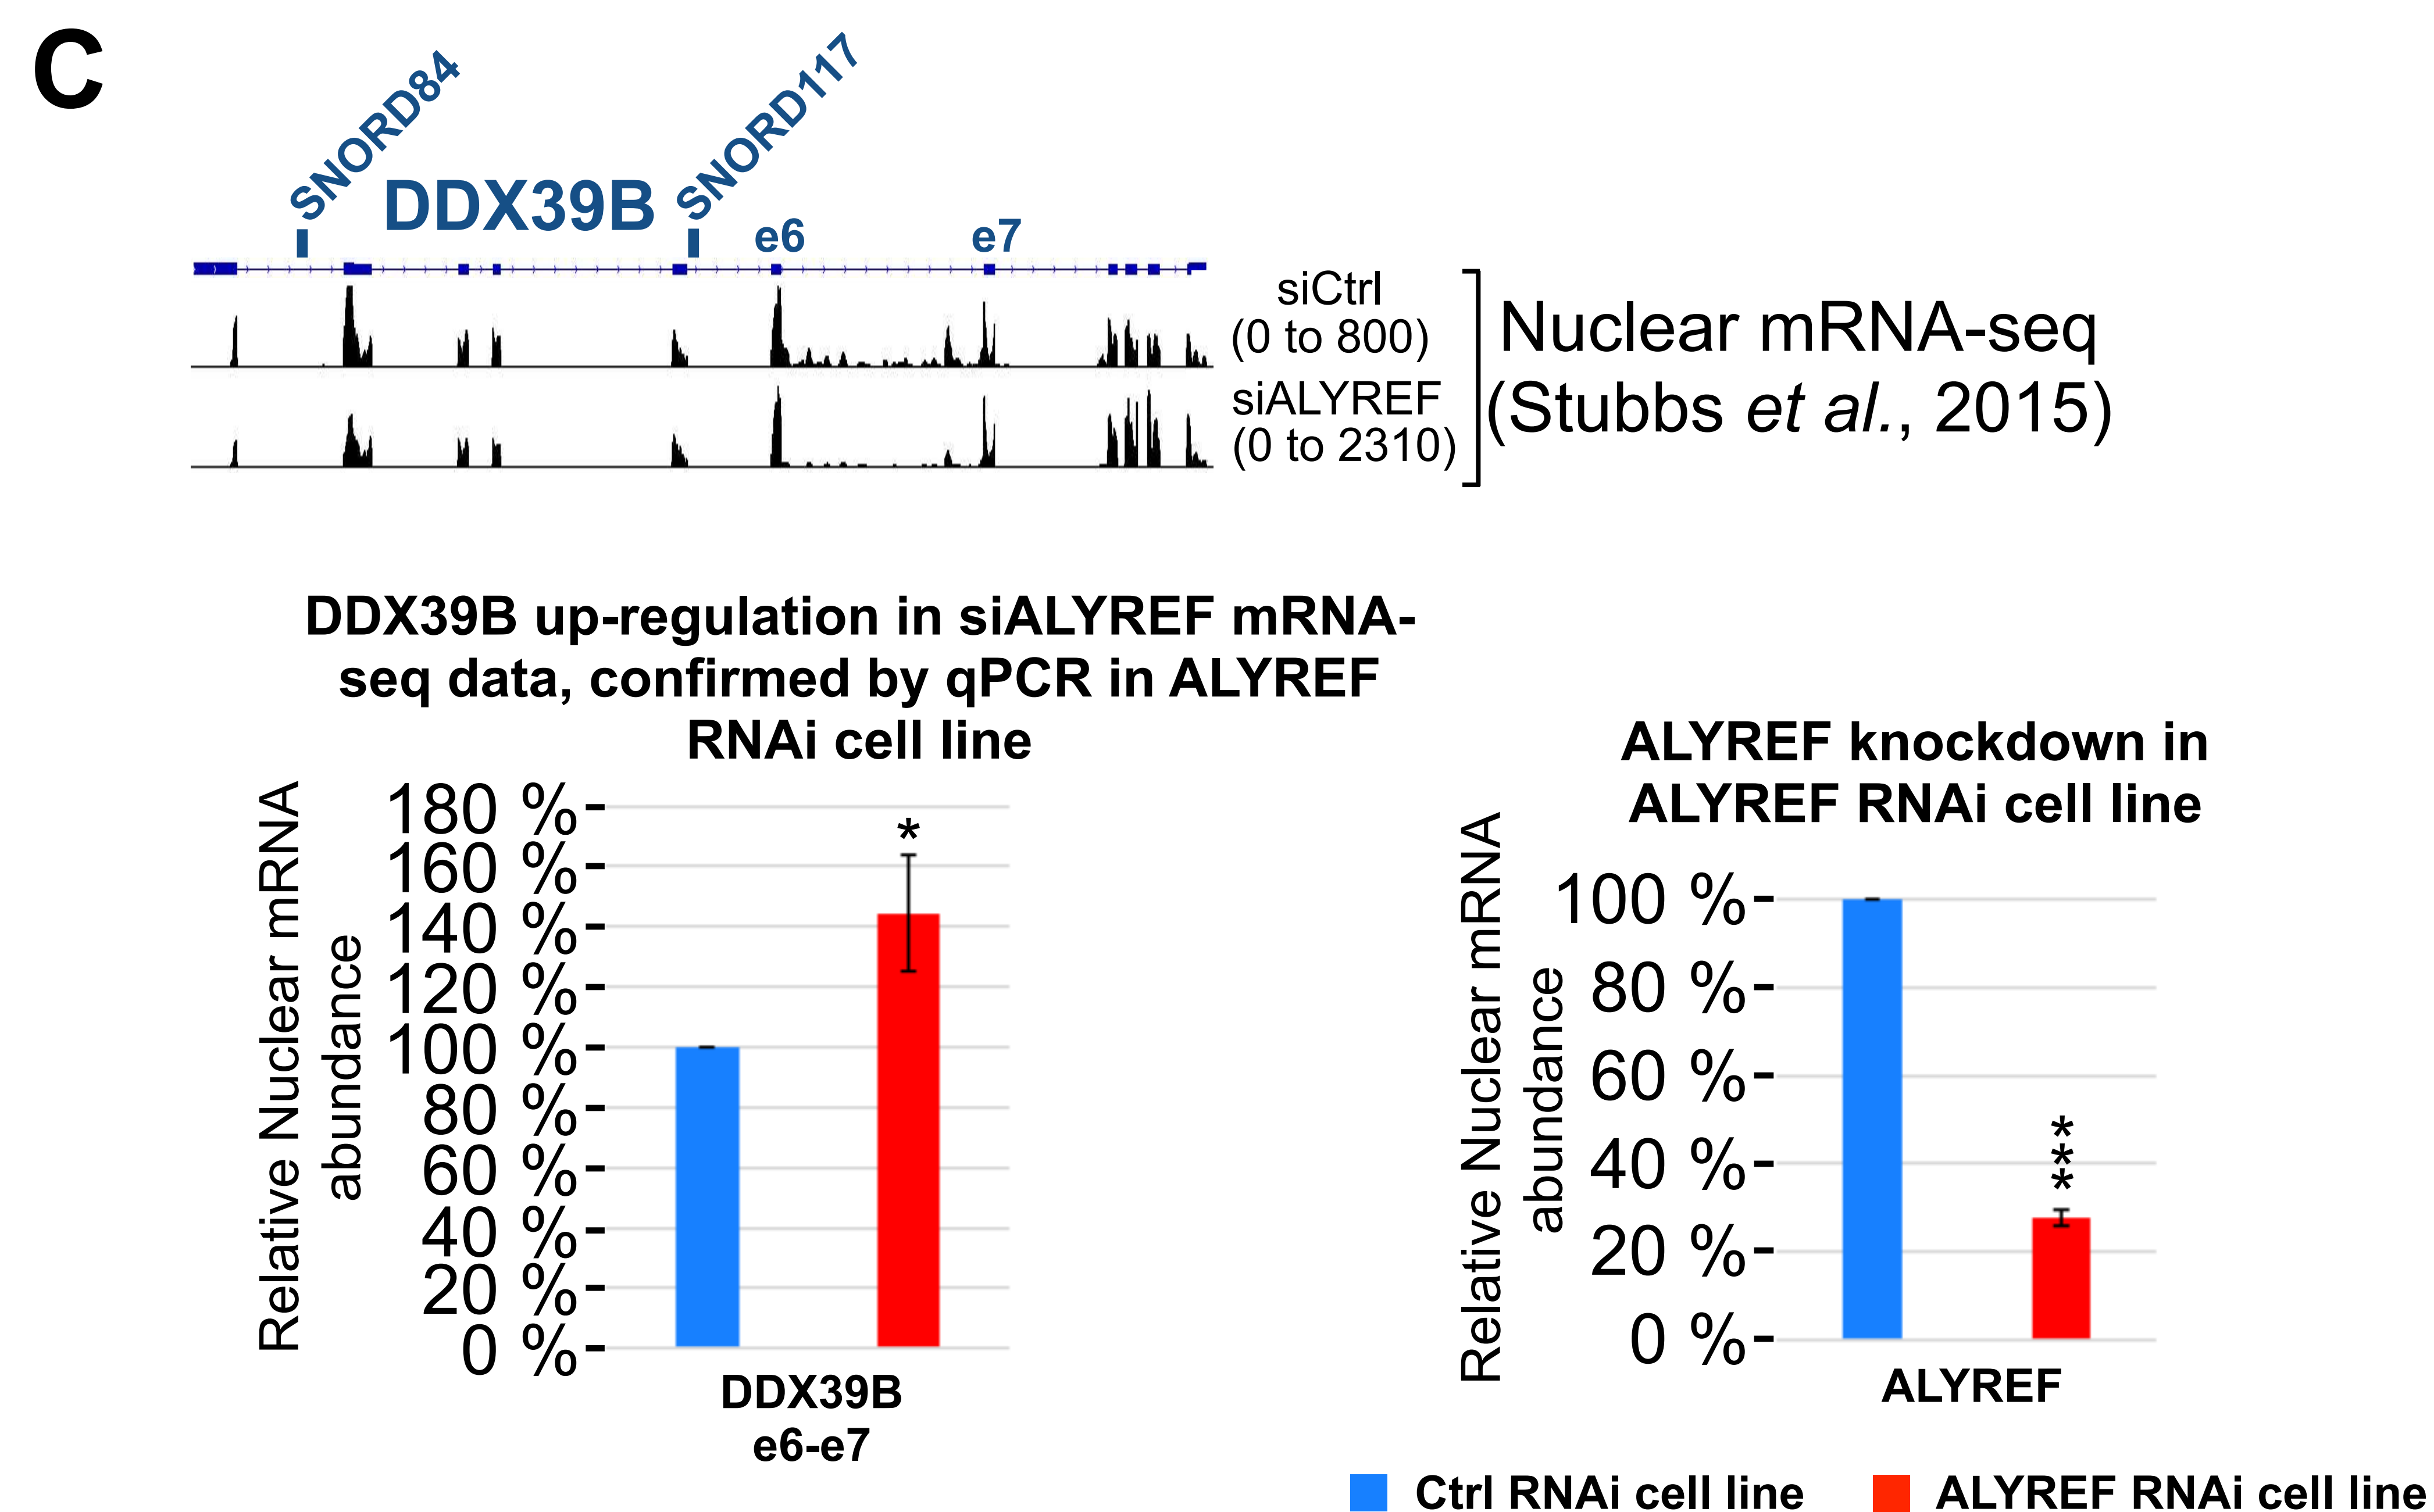 C
SNORD84
SNORD117
DDX39B
e6
e7
siCtrl
(0 to 800)
siALYREF
(0 to 2310)
Nuclear mRNA-seq
(Stubbs et al., 2015)
DDX39B up-regulation in siALYREF mRNA-
seq data, confirmed by qPCR in ALYREF
RNAi cell line
Relative Nuclear mRNA
abundance
180 %
160 %
140 %
120 %
100 %
80 %
60 %
40 %
20 %
0 %
*
DDX39B
e6-e7
ALYREF knockdown in
ALYREF RNAi cell line
Relative Nuclear mRNA
abundance
100 %
80 %
60 %
40 %
20 %
0 %
***
ALYREF
Ctrl RNAi cell line
ALYREF RNAi cell line